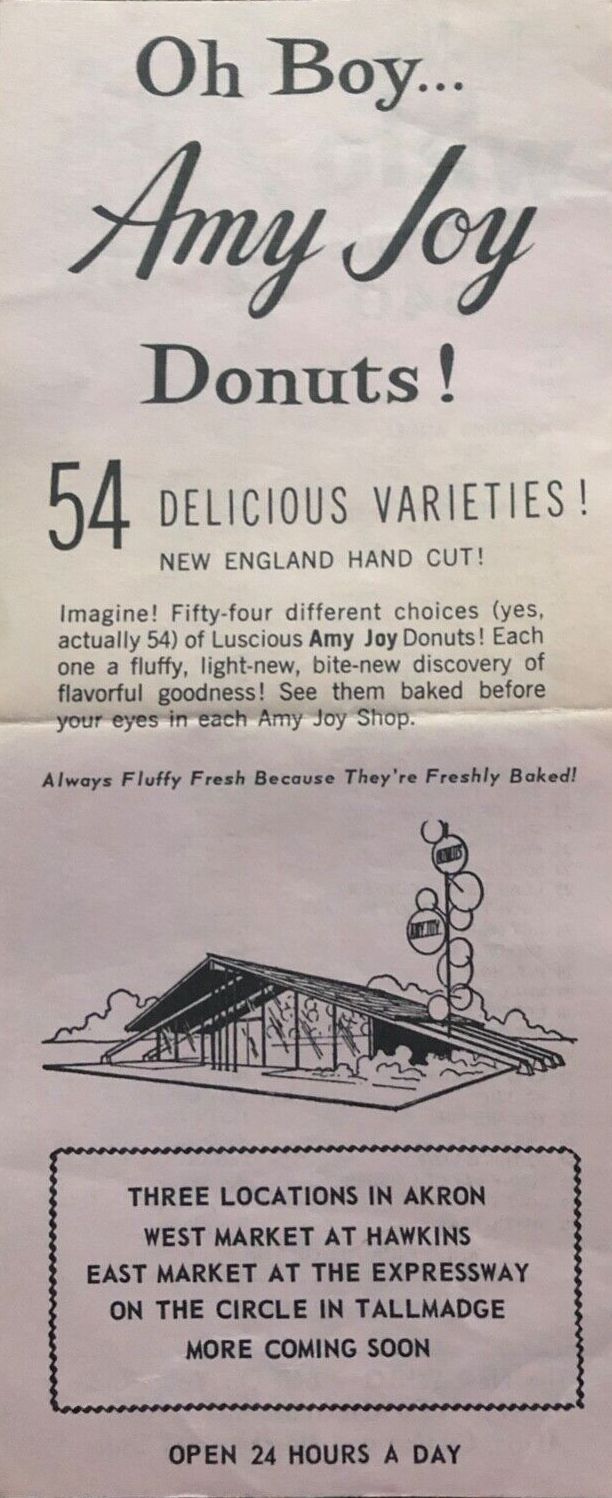 Oh Boy...
Amy Joy
Donuts!
54 DELICIOUS VARIETIES!
NEW ENGLAND HAND CUT!
Imagine! Fifty-four different choices (yes,
actually 54) of Luscious Amy Joy Donuts! Each
one a fluffy, light-new, bite-new discovery of
flavorful goodness! See them baked before
your eyes in each Amy Joy Shop.
Always Fluffy Fresh Because They're Freshly Baked!
DONUTS
AMY JOY
THREE LOCATIONS IN AKRON
WEST MARKET AT HAWKINS
EAST MARKET AT THE EXPRESSWAY
ON THE CIRCLE IN TALLMADGE
MORE COMING SOON
OPEN 24 HOURS A DAY